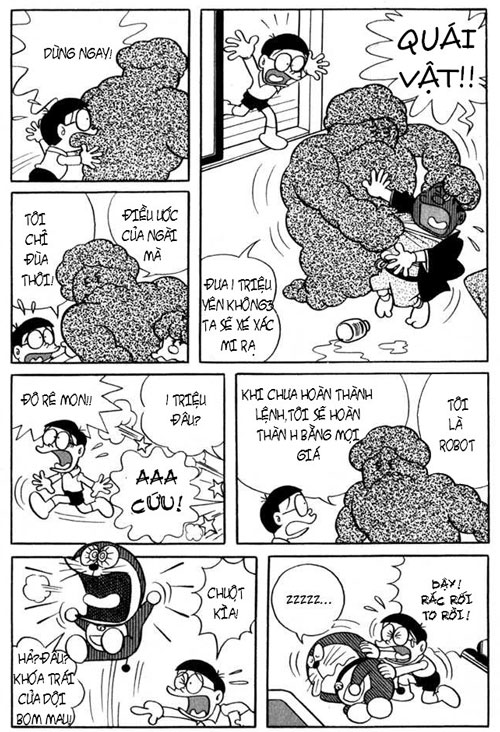 QUÁI
VẬT!!
ĐƯA 1 TRIỆU
YÊN KHÔNG?
TA SẼ XÉ XÁC
MI RA
DỪNG NGAY!
ĐIỀU ƯỚC
CỦA NGÀI
MÀ
TÔI
CHỈ
ĐÙA
THÔI!
TÔI
LÀ
ROBOT
KHI CHƯA HOÀN THÀNH
LỆNH,TÔI SẼ HOÀN
THÀN H BẰNG MỌI
GIÁ
1 TRIỆU
ĐÂU?
AAA
CỨU!
ĐÔ RÊ MON!!
DẬY!
RẮC RỐI
TO RỒI!
ZZZZZ...
CHUỘT
KÌA!
HẢ?ĐÂU?
KHÓA TRÁI
CỬA DỘI
BOM MAU!